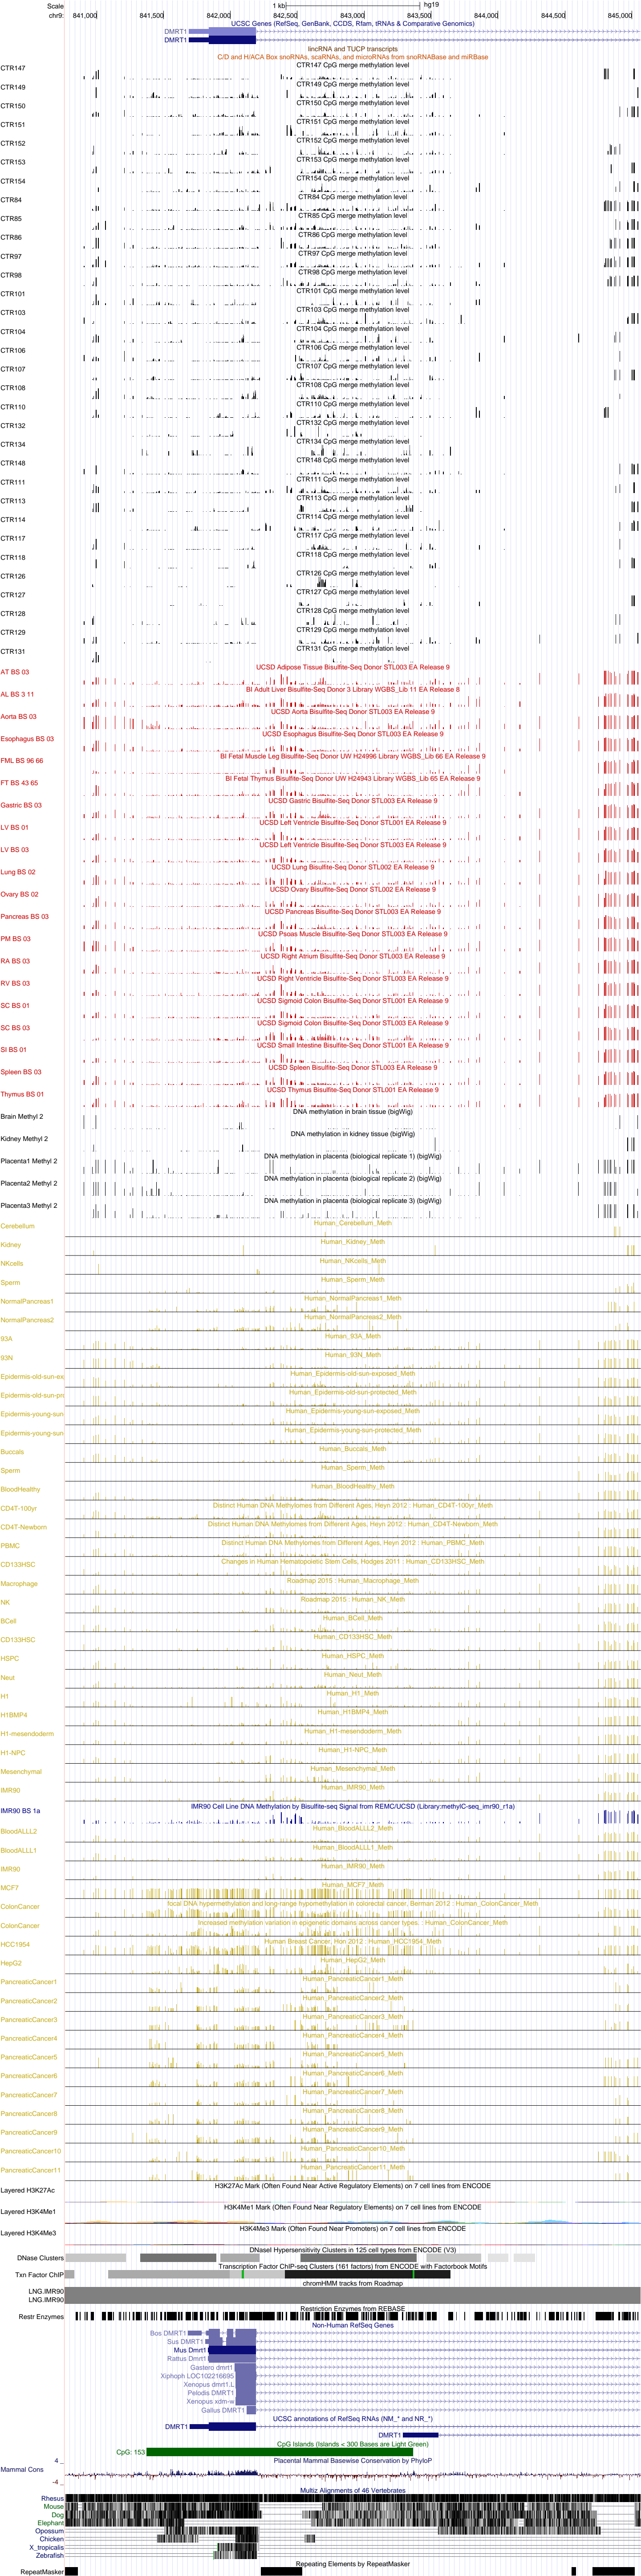 Scale 1 kb hg19
chr9: 841,000 841,500 842,000 842,500 843,000 843,500 844,000 844,500 845,000
UCSC Genes (RefSeq, GenBank, CCDS, Rfam, tRNAs & Comparative Genomics)
DMRT1
DMRT1
lincRNA and TUCP transcripts
C/D and H/ACA Box snoRNAs, scaRNAs, and microRNAs from snoRNABase and miRBase
CTR147 CpG merge methylation level
CTR147
CTR149 CpG merge methylation level
CTR149
CTR150 CpG merge methylation level
CTR150
CTR151 CpG merge methylation level
CTR151
CTR152 CpG merge methylation level
CTR152
CTR153 CpG merge methylation level
CTR153
CTR154 CpG merge methylation level
CTR154
CTR84 CpG merge methylation level
CTR84
CTR85 CpG merge methylation level
CTR85
CTR86 CpG merge methylation level
CTR86
CTR97 CpG merge methylation level
CTR97
CTR98 CpG merge methylation level
CTR98
CTR101 CpG merge methylation level
CTR101
CTR103 CpG merge methylation level
CTR103
CTR104 CpG merge methylation level
CTR104
CTR106 CpG merge methylation level
CTR106
CTR107 CpG merge methylation level
CTR107
CTR108 CpG merge methylation level
CTR108
CTR110 CpG merge methylation level
CTR110
CTR132 CpG merge methylation level
CTR132
CTR134 CpG merge methylation level
CTR134
CTR148 CpG merge methylation level
CTR148
CTR111 CpG merge methylation level
CTR111
CTR113 CpG merge methylation level
CTR113
CTR114 CpG merge methylation level
CTR114
CTR117 CpG merge methylation level
CTR117
CTR118 CpG merge methylation level
CTR118
CTR126 CpG merge methylation level
CTR126
CTR127 CpG merge methylation level
CTR127
CTR128 CpG merge methylation level
CTR128
CTR129 CpG merge methylation level
CTR129
CTR131 CpG merge methylation level
CTR131
UCSD Adipose Tissue Bisulfite-Seq Donor STL003 EA Release 9
AT BS 03
BI Adult Liver Bisulfite-Seq Donor 3 Library WGBS_Lib 11 EA Release 8
AL BS 3 11
UCSD Aorta Bisulfite-Seq Donor STL003 EA Release 9
Aorta BS 03
UCSD Esophagus Bisulfite-Seq Donor STL003 EA Release 9
Esophagus BS 03
BI Fetal Muscle Leg Bisulfite-Seq Donor UW H24996 Library WGBS_Lib 66 EA Release 9
FML BS 96 66
BI Fetal Thymus Bisulfite-Seq Donor UW H24943 Library WGBS_Lib 65 EA Release 9
FT BS 43 65
UCSD Gastric Bisulfite-Seq Donor STL003 EA Release 9
Gastric BS 03
UCSD Left Ventricle Bisulfite-Seq Donor STL001 EA Release 9
LV BS 01
UCSD Left Ventricle Bisulfite-Seq Donor STL003 EA Release 9
LV BS 03
UCSD Lung Bisulfite-Seq Donor STL002 EA Release 9
Lung BS 02
UCSD Ovary Bisulfite-Seq Donor STL002 EA Release 9
Ovary BS 02
UCSD Pancreas Bisulfite-Seq Donor STL003 EA Release 9
Pancreas BS 03
UCSD Psoas Muscle Bisulfite-Seq Donor STL003 EA Release 9
PM BS 03
UCSD Right Atrium Bisulfite-Seq Donor STL003 EA Release 9
RA BS 03
UCSD Right Ventricle Bisulfite-Seq Donor STL003 EA Release 9
RV BS 03
UCSD Sigmoid Colon Bisulfite-Seq Donor STL001 EA Release 9
SC BS 01
UCSD Sigmoid Colon Bisulfite-Seq Donor STL003 EA Release 9
SC BS 03
UCSD Small Intestine Bisulfite-Seq Donor STL001 EA Release 9
SI BS 01
UCSD Spleen Bisulfite-Seq Donor STL003 EA Release 9
Spleen BS 03
UCSD Thymus Bisulfite-Seq Donor STL001 EA Release 9
Thymus BS 01
DNA methylation in brain tissue (bigWig)
Brain Methyl 2
DNA methylation in kidney tissue (bigWig)
Kidney Methyl 2
DNA methylation in placenta (biological replicate 1) (bigWig)
Placenta1 Methyl 2
DNA methylation in placenta (biological replicate 2) (bigWig)
Placenta2 Methyl 2
DNA methylation in placenta (biological replicate 3) (bigWig)
Placenta3 Methyl 2
Human_Cerebellum_Meth
Cerebellum
Human_Kidney_Meth
Kidney
Human_NKcells_Meth
NKcells
Human_Sperm_Meth
Sperm
Human_NormalPancreas1_Meth
NormalPancreas1
Human_NormalPancreas2_Meth
NormalPancreas2
Human_93A_Meth
93A
Human_93N_Meth
93N
Human_Epidermis-old-sun-exposed_Meth
Epidermis-old-sun-ex
Human_Epidermis-old-sun-protected_Meth
Epidermis-old-sun-pr
Human_Epidermis-young-sun-exposed_Meth
Epidermis-young-sun
Human_Epidermis-young-sun-protected_Meth
Epidermis-young-sun
Human_Buccals_Meth
Buccals
Human_Sperm_Meth
Sperm
Human_BloodHealthy_Meth
BloodHealthy
Distinct Human DNA Methylomes from Different Ages, Heyn 2012 : Human_CD4T-100yr_Meth
CD4T-100yr
Distinct Human DNA Methylomes from Different Ages, Heyn 2012 : Human_CD4T-Newborn_Meth
CD4T-Newborn
Distinct Human DNA Methylomes from Different Ages, Heyn 2012 : Human_PBMC_Meth
PBMC
Changes in Human Hematopoietic Stem Cells, Hodges 2011 : Human_CD133HSC_Meth
CD133HSC
Roadmap 2015 : Human_Macrophage_Meth
Macrophage
Roadmap 2015 : Human_NK_Meth
NK
Human_BCell_Meth
BCell
Human_CD133HSC_Meth
CD133HSC
Human_HSPC_Meth
HSPC
Human_Neut_Meth
Neut
Human_H1_Meth
H1
Human_H1BMP4_Meth
H1BMP4
Human_H1-mesendoderm_Meth
H1-mesendoderm
Human_H1-NPC_Meth
H1-NPC
Human_Mesenchymal_Meth
Mesenchymal
Human_IMR90_Meth
IMR90
IMR90 Cell Line DNA Methylation by Bisulfite-seq Signal from REMC/UCSD (Library:methylC-seq_imr90_r1a)
IMR90 BS 1a
Human_BloodALLL2_Meth
BloodALLL2
Human_BloodALLL1_Meth
BloodALLL1
Human_IMR90_Meth
IMR90
Human_MCF7_Meth
MCF7
focal DNA hypermethylation and long-range hypomethylation in colorectal cancer, Berman 2012 : Human_ColonCancer_Meth
ColonCancer
Increased methylation variation in epigenetic domains across cancer types. : Human_ColonCancer_Meth
ColonCancer
Human Breast Cancer, Hon 2012 : Human_HCC1954_Meth
HCC1954
Human_HepG2_Meth
HepG2
Human_PancreaticCancer1_Meth
PancreaticCancer1
Human_PancreaticCancer2_Meth
PancreaticCancer2
Human_PancreaticCancer3_Meth
PancreaticCancer3
Human_PancreaticCancer4_Meth
PancreaticCancer4
Human_PancreaticCancer5_Meth
PancreaticCancer5
Human_PancreaticCancer6_Meth
PancreaticCancer6
Human_PancreaticCancer7_Meth
PancreaticCancer7
Human_PancreaticCancer8_Meth
PancreaticCancer8
Human_PancreaticCancer9_Meth
PancreaticCancer9
Human_PancreaticCancer10_Meth
PancreaticCancer10
Human_PancreaticCancer11_Meth
PancreaticCancer11
H3K27Ac Mark (Often Found Near Active Regulatory Elements) on 7 cell lines from ENCODE
Layered H3K27Ac
H3K4Me1 Mark (Often Found Near Regulatory Elements) on 7 cell lines from ENCODE
Layered H3K4Me1
H3K4Me3 Mark (Often Found Near Promoters) on 7 cell lines from ENCODE
Layered H3K4Me3
DNaseI Hypersensitivity Clusters in 125 cell types from ENCODE (V3)
DNase Clusters
Transcription Factor ChIP-seq Clusters (161 factors) from ENCODE with Factorbook Motifs
Txn Factor ChIP
chromHMM tracks from Roadmap
LNG.IMR90
LNG.IMR90
Restriction Enzymes from REBASE
Restr Enzymes
Non-Human RefSeq Genes
Bos DMRT1
Sus DMRT1
Mus Dmrt1
Rattus Dmrt1
Gastero dmrt1
Xiphoph LOC102216695
Xenopus dmrt1.L
Pelodis DMRT1
Xenopus xdm-w
Gallus DMRT1
UCSC annotations of RefSeq RNAs (NM_* and NR_*)
DMRT1
DMRT1
CpG Islands (Islands < 300 Bases are Light Green)
CpG: 153
Placental Mammal Basewise Conservation by PhyloP
4 _
Mammal Cons
-4 _
Multiz Alignments of 46 Vertebrates
Rhesus
Mouse
Dog
Elephant
Opossum
Chicken
X_tropicalis
Zebrafish
Repeating Elements by RepeatMasker
RepeatMasker